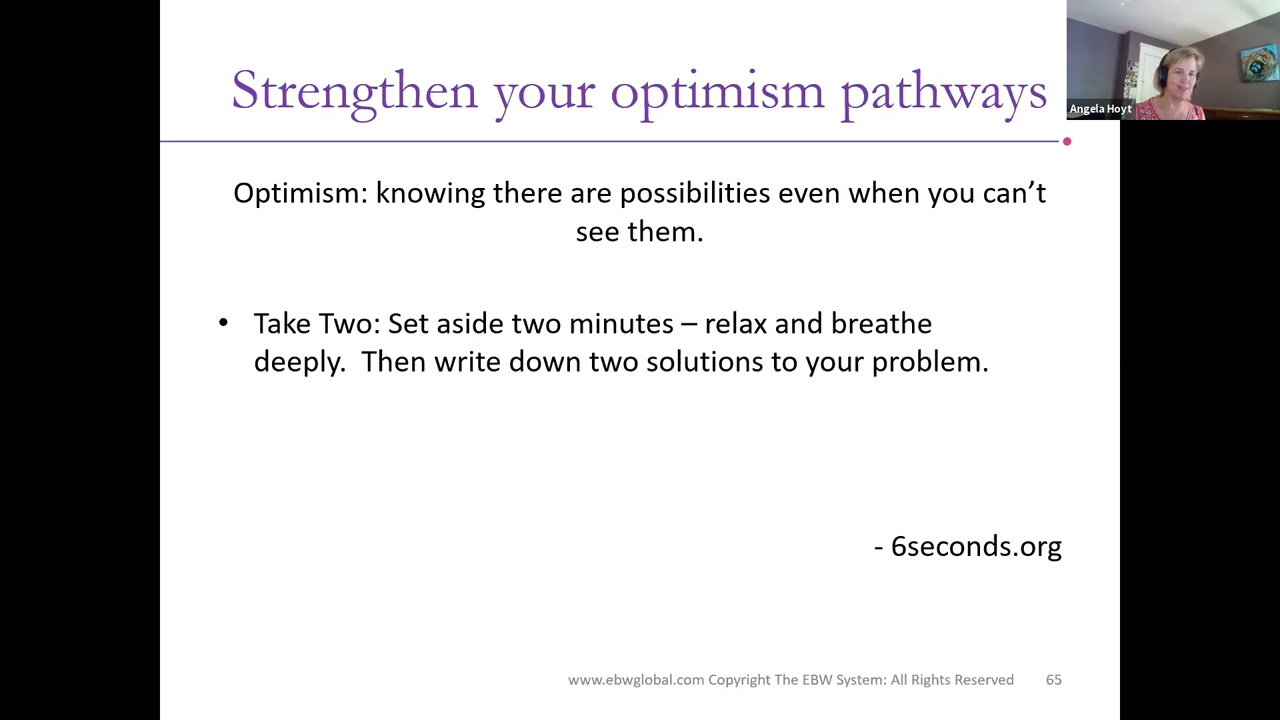 Strengthen your optimism pathways
Angela Hoyt
Optimism: knowing there are possibilities even when you can’t
see them.
• Take Two: Set aside two minutes – relax and breathe
deeply.  Then write down two solutions to your problem.
- 6seconds.org
www.ebwglobal.com Copyright The EBW System: All Rights Reserved 65